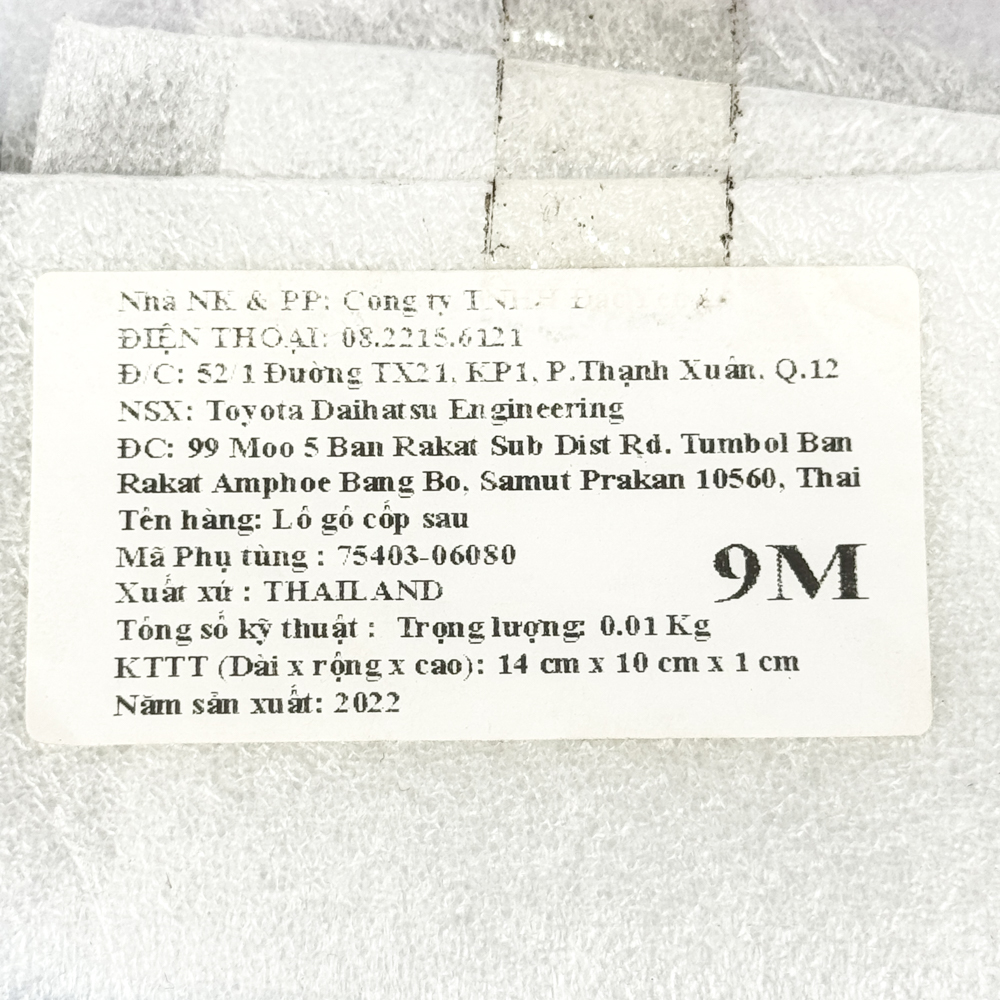 Nhà NK & PP: Công ty TNHH
ĐIỆN THOẠI: 08.2215.6121
Đ/C: 52/1 Đường TX21, KP1, P.Thạnh Xuân. Q.12
NSX: Toyota Daihatsu Engineering
ĐC: 99 Moo 5 Ban Rakat Sub Dist Rd. Tumbol Ban
Rakat Amphoe Bang Bo, Samut Prakan 10560, Thai
Tên hàng: Lô gô cốp sau
Mã Phụ tùng : 75403-06080
9M
Xuất xứ : THAILAND
Tổng số kỹ thuật : Trọng lượng: 0.01 Kg
KTTT (Dài x rộng x cao): 14 cm x 10 cm x 1 cm
Năm sản xuất: 2022